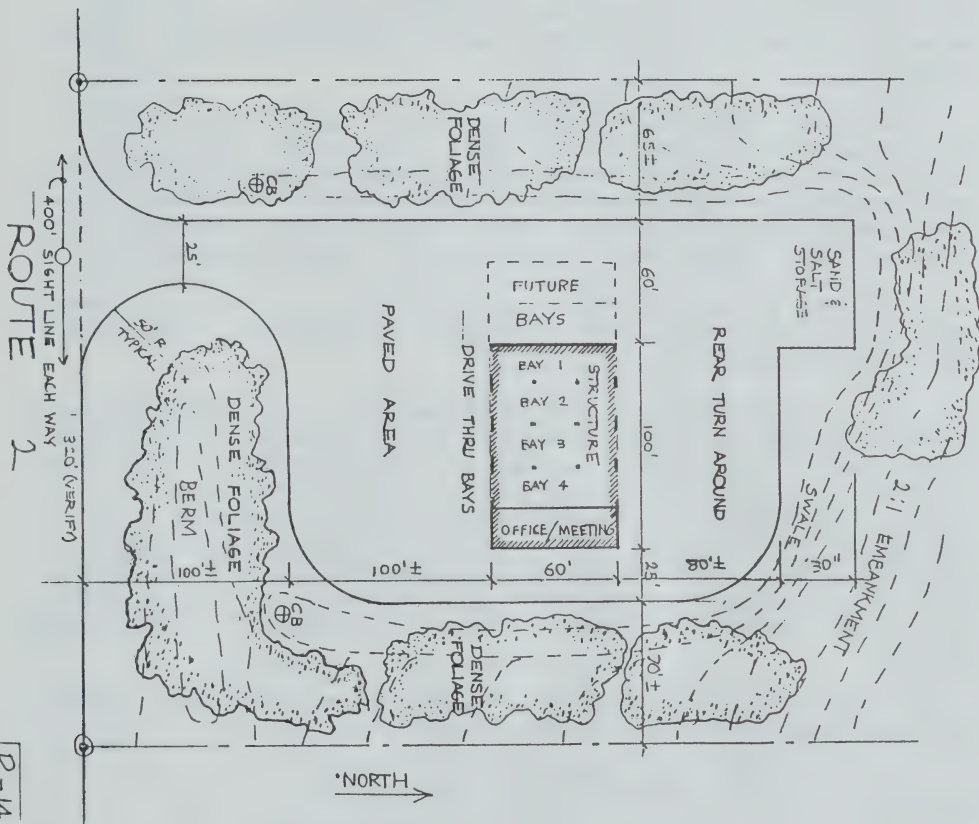 DENSE
FOLIAGE
65±
CB
SAND &
SALT
STORAGE
60'
FUTURE
BAYS
25'
PAVED AREA
DRIVE THRU BAYS
REAR TURN AROUND
BAY 1
BAY 2
BAY 3
BAY 4
STRUCTURE
100'
OFFICE/MEETING
400' SIGHT LINE EACH WAY
ROUTE 2
50' R
TYPICAL
320' (VERIFY)
DENSE FOLIAGE
BERM
100'±
100'±
60'
25'
80'±
SWALE
2:1 EMBANKMENT
CB
DENSE
FOLIAGE
70'±
NORTH